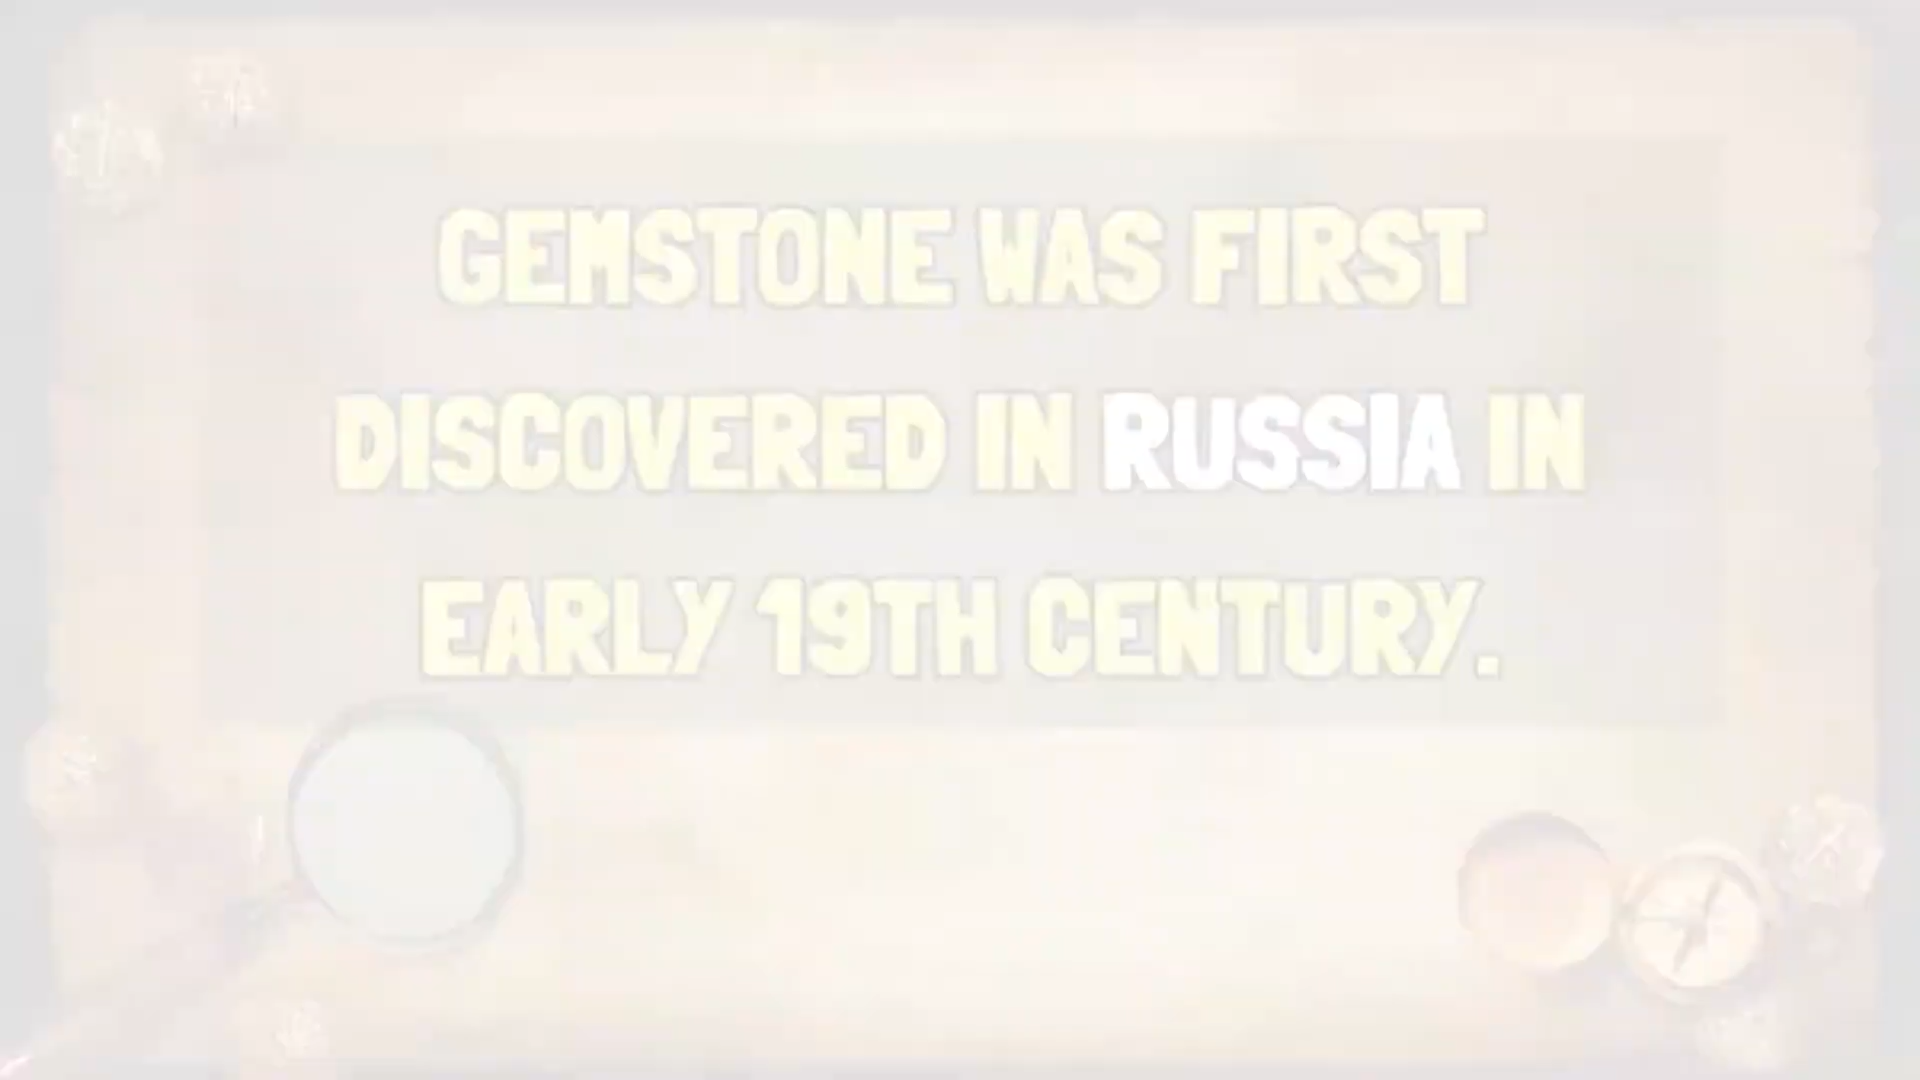 GEMSTONE WAS FIRST
DISCOVERED IN RUSSIA IN
EARLY 19TH CENTURY.